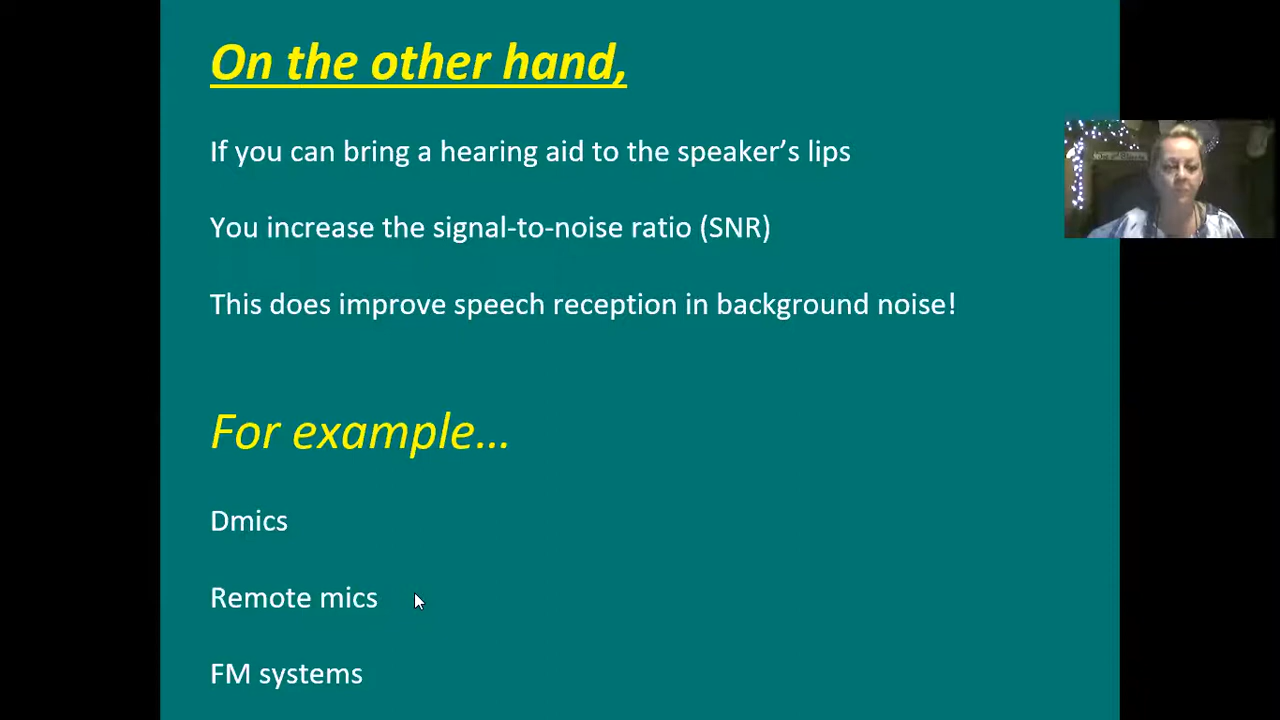 On the other hand,
If you can bring a hearing aid to the speaker’s lips
You increase the signal-to-noise ratio (SNR)
This does improve speech reception in background noise!
For example…
Dmics
Remote mics
FM systems